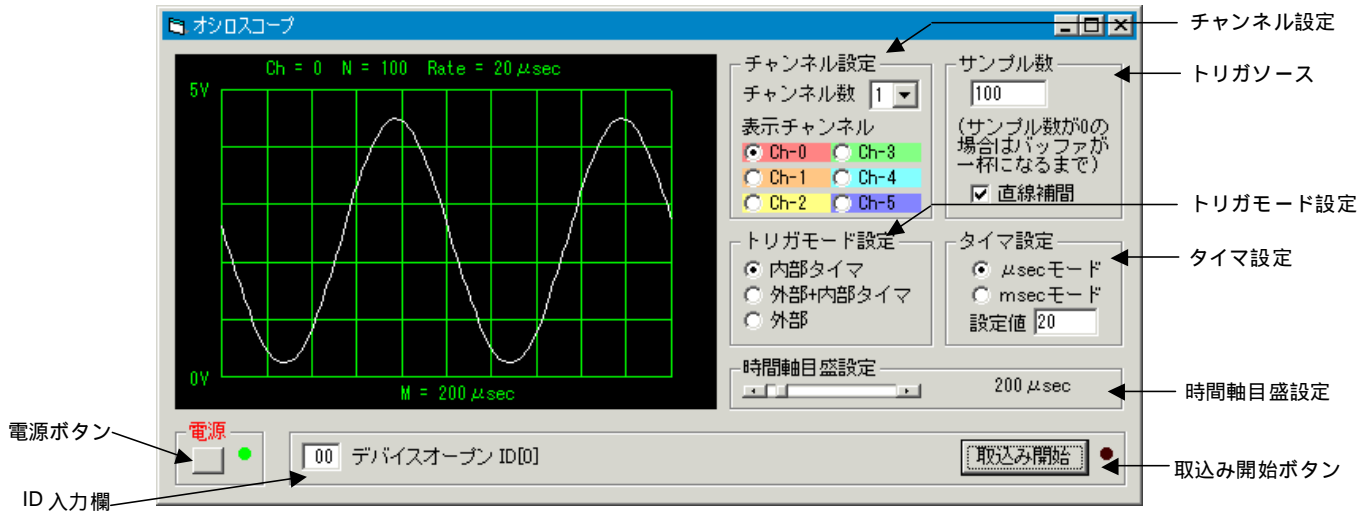 オシロスコープ
Ch = 0 N = 100 Rate = 20μsec
5V
0V
M = 200μsec
チャンネル設定
チャンネル数 1
表示チャンネル
Ch-0 Ch-3
Ch-1 Ch-4
Ch-2 Ch-5
サンプル数
100
(サンプル数が0の
場合はバッファが
一杯になるまで)
直線補間
トリガモード設定
内部タイマ
外部+内部タイマ
外部
タイマ設定
μsecモード
msecモード
設定値 20
時間軸目盛設定
200μsec
電源
00 デバイスオープン ID[0]
取込み開始
チャンネル設定
トリガソース
トリガモード設定
タイマ設定
時間軸目盛設定
取込み開始ボタン
電源ボタン
ID入力欄